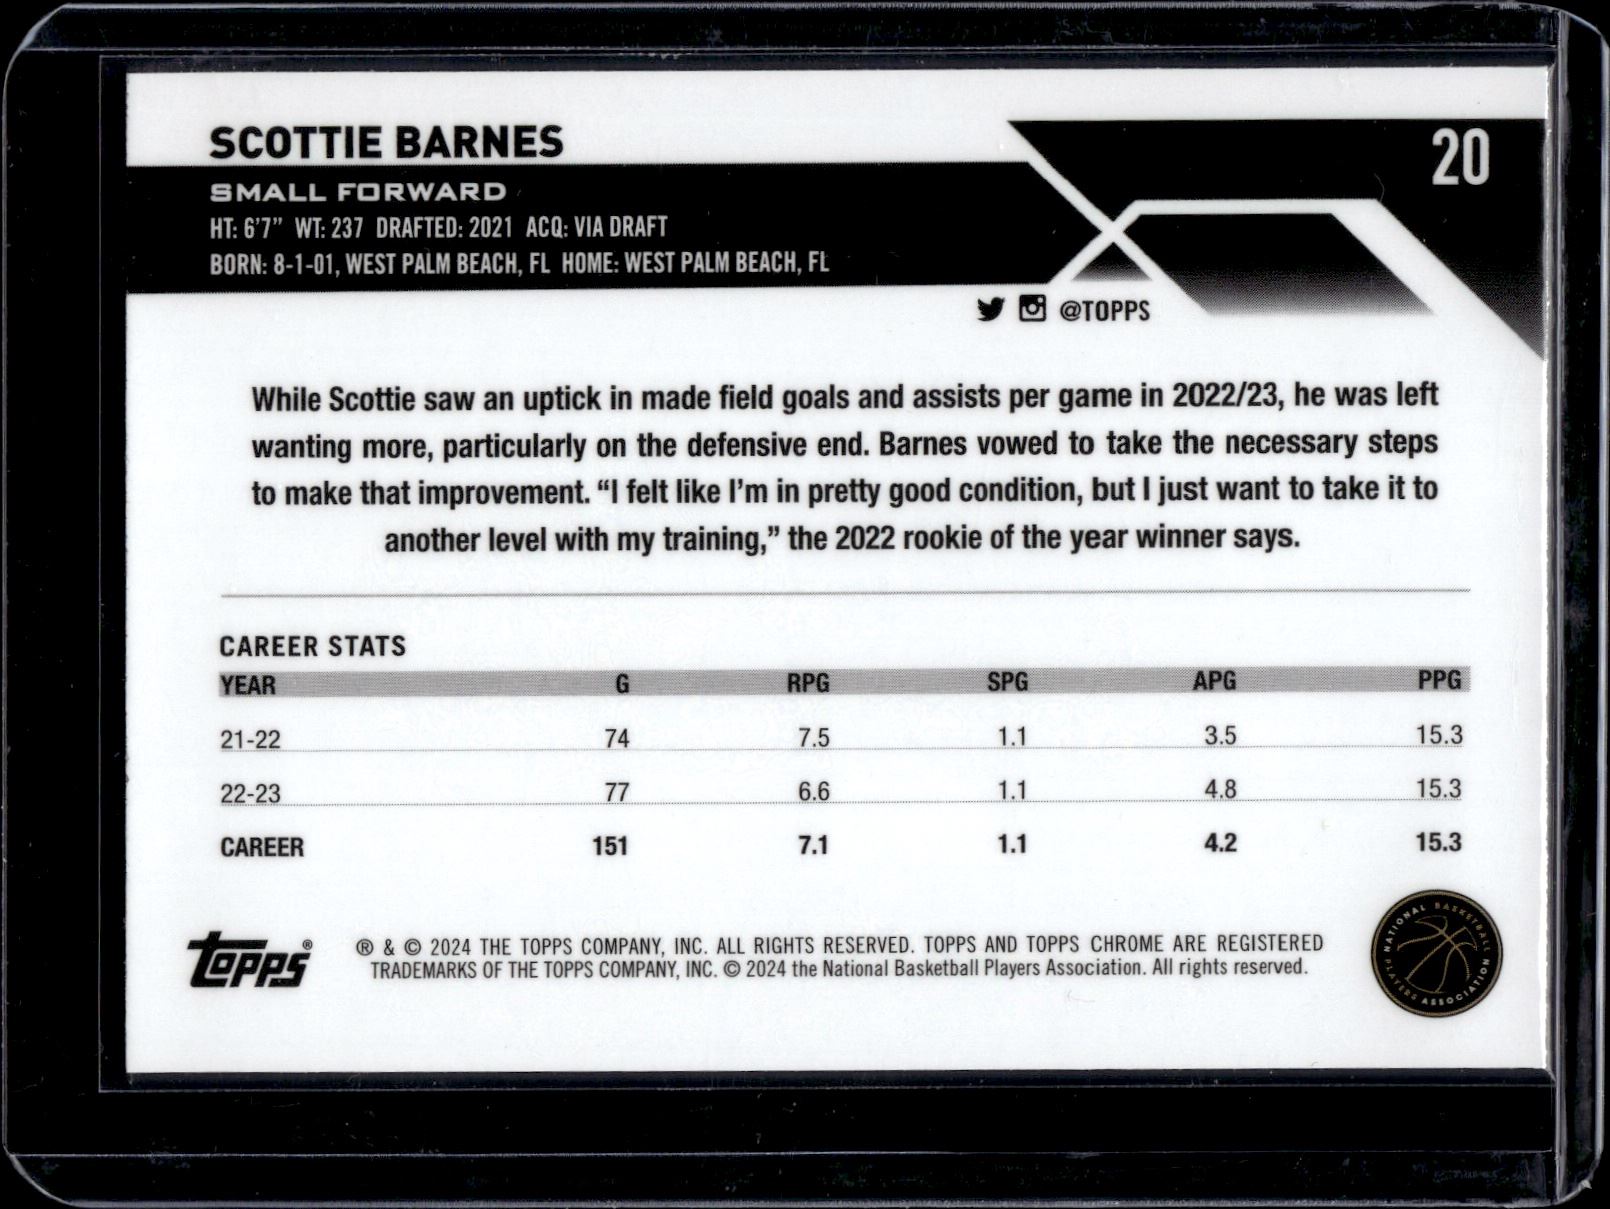 SCOTTIE BARNES
20
SMALL FORWARD
HT: 6'7" WT: 237 DRAFTED: 2021 ACQ: VIA DRAFT
BORN: 8-1-01, WEST PALM BEACH, FL HOME: WEST PALM BEACH, FL
@TOPPS
While Scottie saw an uptick in made field goals and assists per game in 2022/23, he was left
wanting more, particularly on the defensive end. Barnes vowed to take the necessary steps
to make that improvement. “I felt like I’m in pretty good condition, but I just want to take it to
another level with my training,” the 2022 rookie of the year winner says.
CAREER STATS
YEAR G RPG SPG APG PPG
21-22 74 7.5 1.1 3.5 15.3
22-23 77 6.6 1.1 4.8 15.3
CAREER 151 7.1 1.1 4.2 15.3
topps®
® & © 2024 THE TOPPS COMPANY, INC. ALL RIGHTS RESERVED. TOPPS AND TOPPS CHROME ARE REGISTERED
TRADEMARKS OF THE TOPPS COMPANY, INC. © 2024 the National Basketball Players Association. All rights reserved.
NATIONAL BASKETBALL
PLAYERS ASSOCIATION